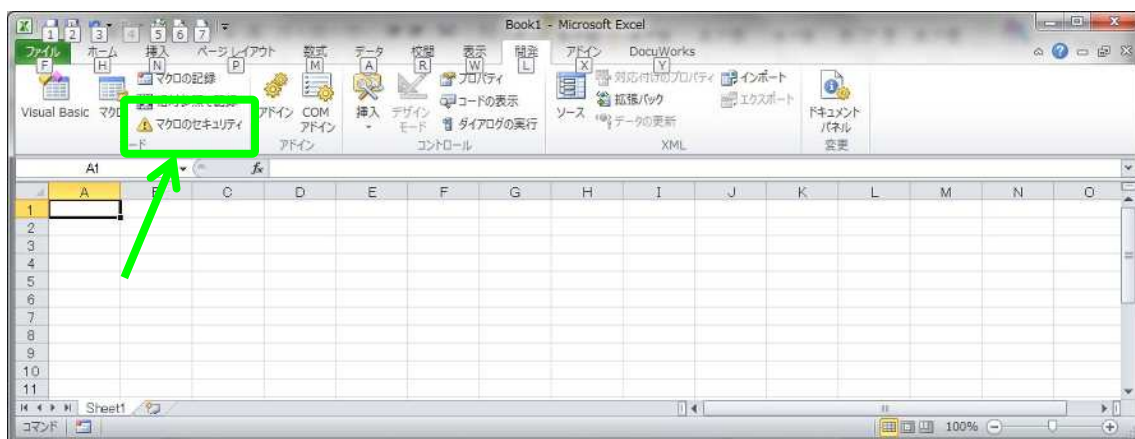 Book1 - Microsoft Excel
1 2 3 4 5 6 7
ファイル ホーム 挿入 ページ レイアウト 数式 データ 校閲 表示 開発 アドイン DocuWorks
F H N P M A R W L X Y
マクロの記録 プロパティ 対応付けのプロパティ インポート
コードの表示 拡張パック エクスポート
Visual Basic アドイン COM アドイン 挿入 デザイン モード ソース ドキュメント パネル
マクロのセキュリティ ダイアログの実行 データの更新
アドイン コントロール XML 変更
A1 fx
A C D E F G H I J K L M N O
1
2
3
4
5
6
7
8
9
10
11
Sheet1
コマンド 100%